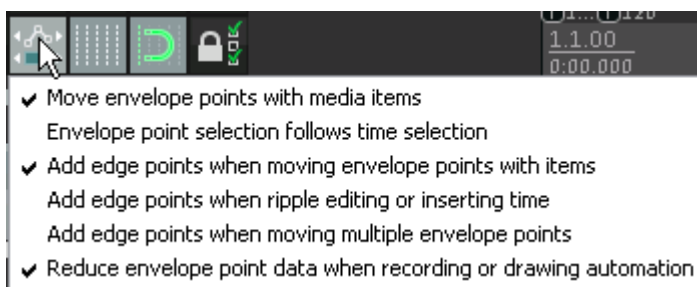 1.1.00
0:00.000
Move envelope points with media items
Envelope point selection follows time selection
Add edge points when moving envelope points with items
Add edge points when ripple editing or inserting time
Add edge points when moving multiple envelope points
Reduce envelope point data when recording or drawing automation